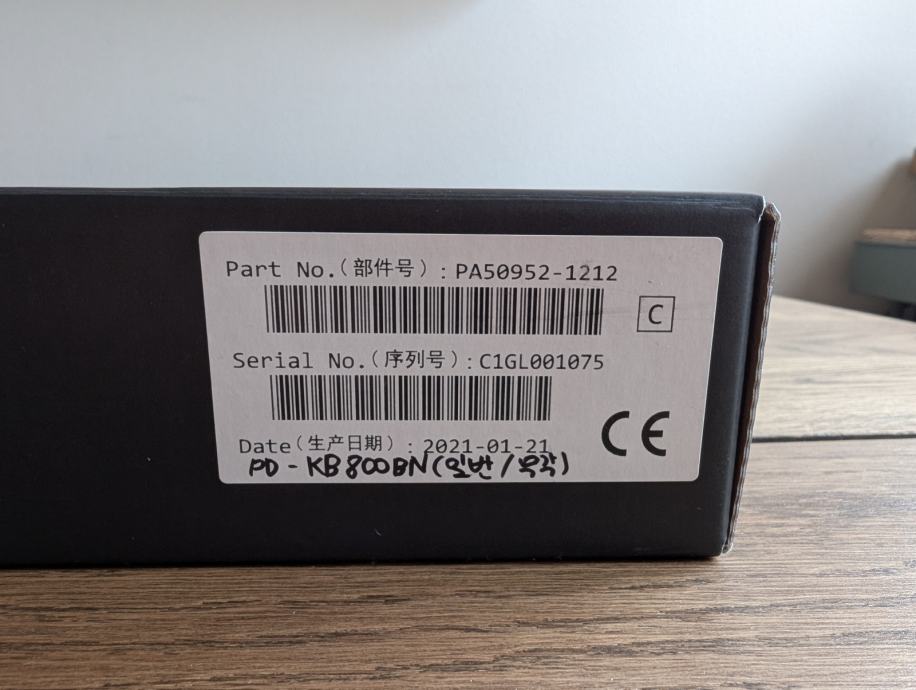 Part No.(部件号):PA50952-1212
C
Serial No.(序列号):C1GL001075
Date(生产日期):2021-01-21
CE
PD-KB800BN(일반/무각)